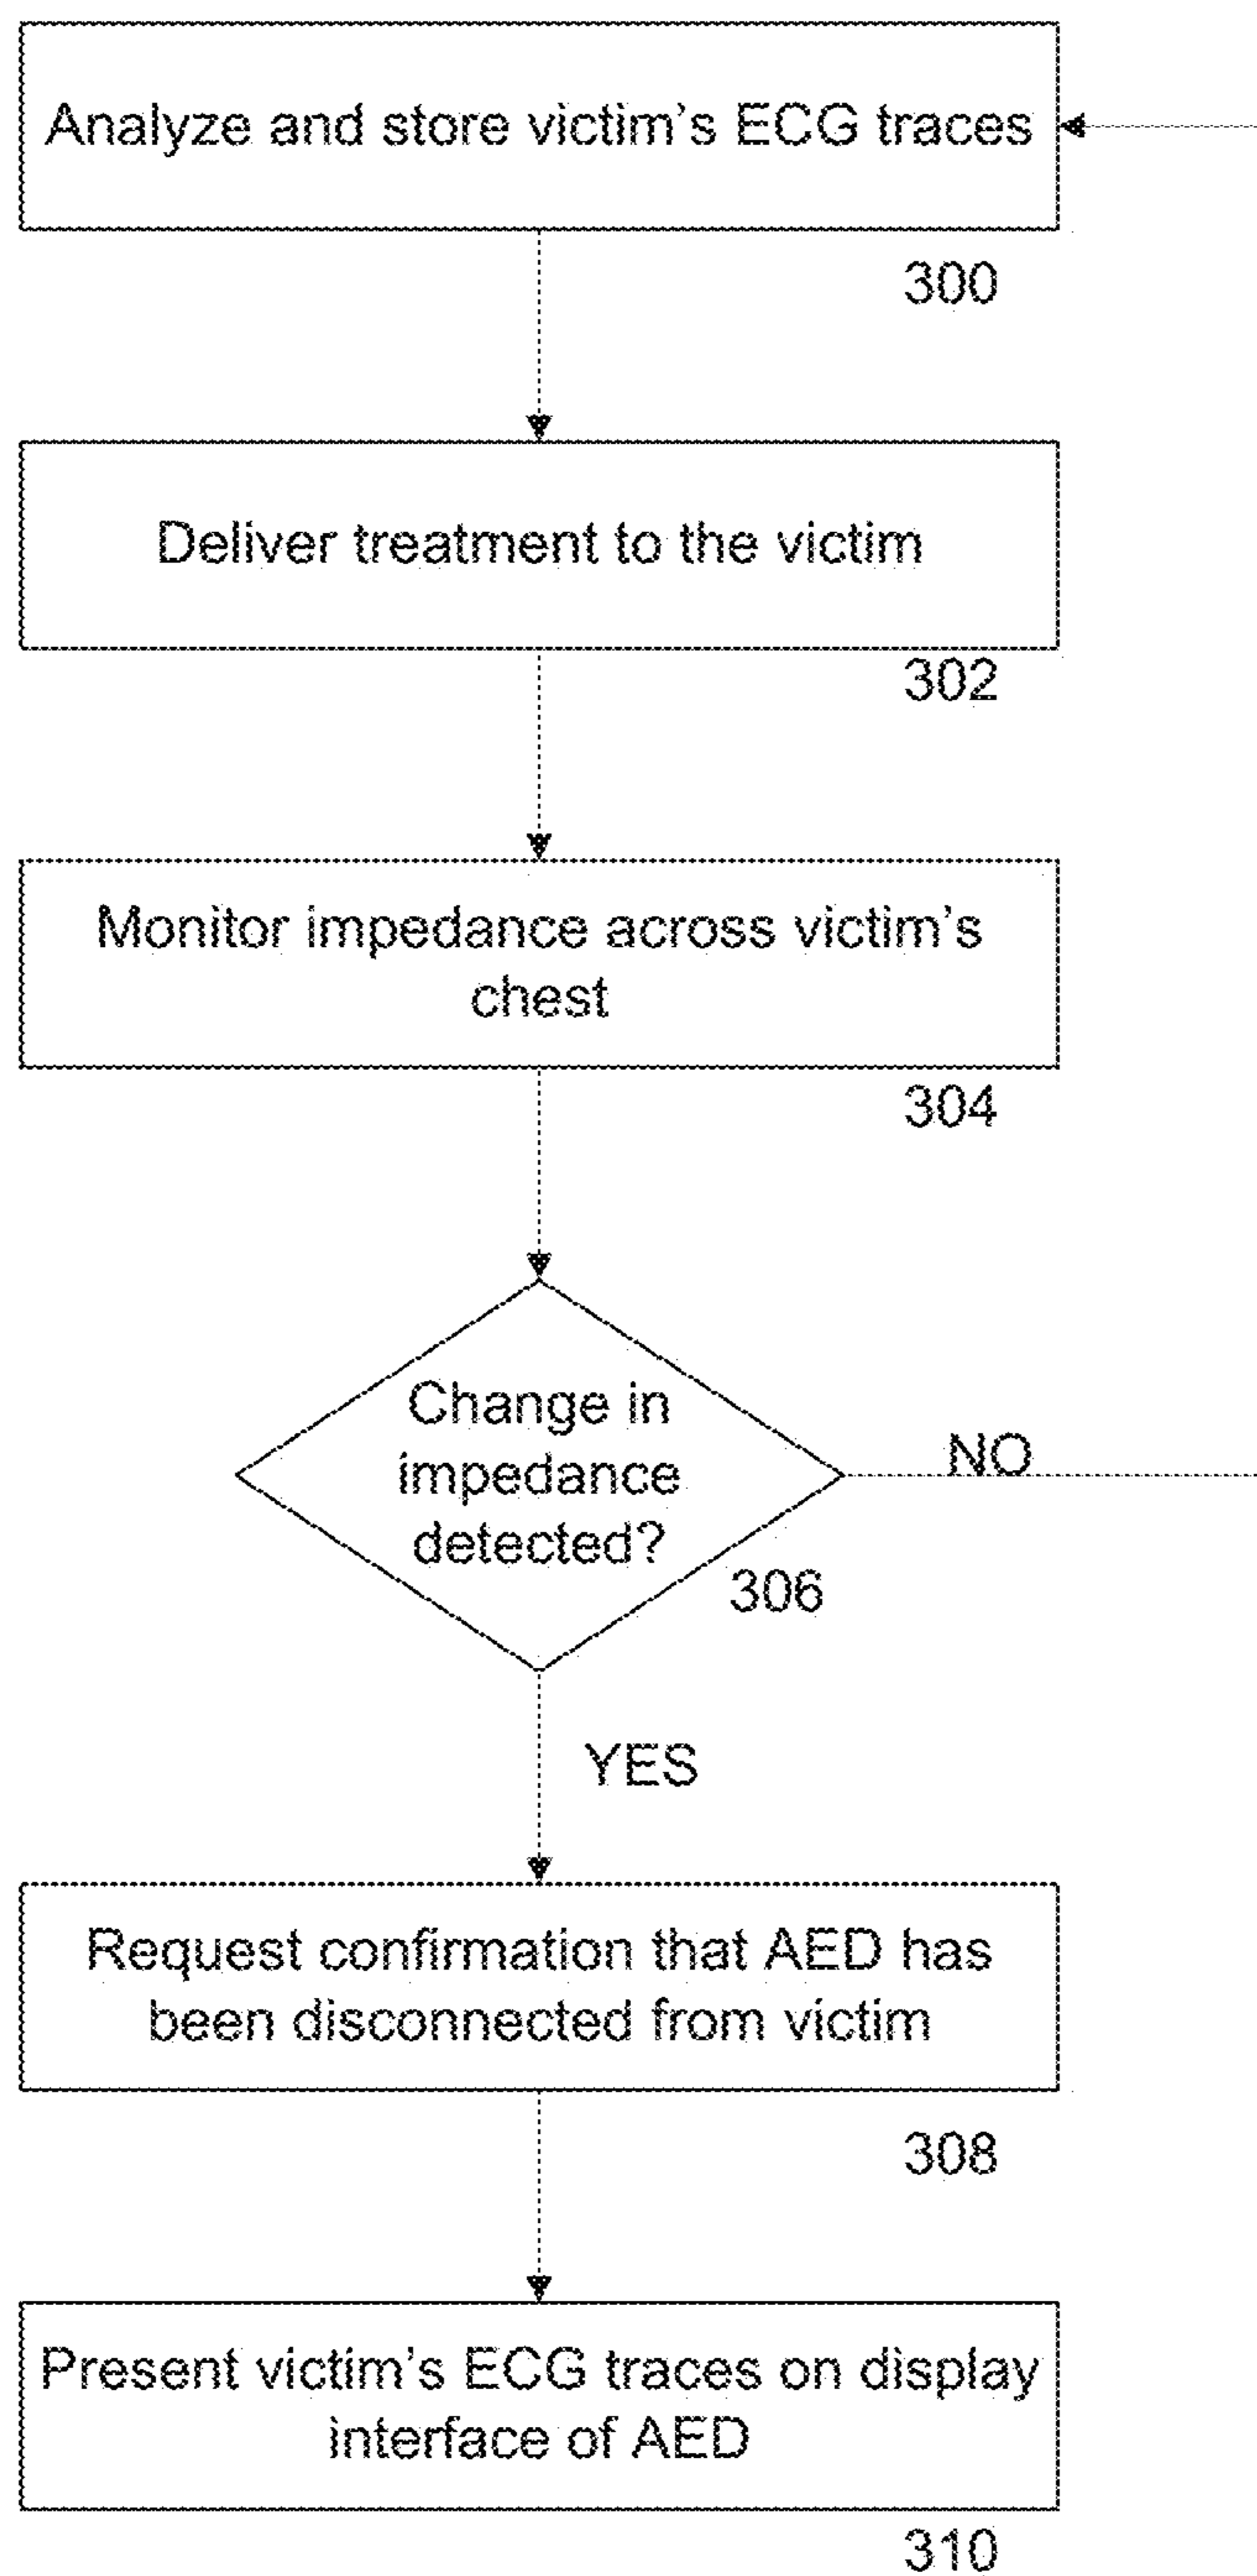 Analyze and store victim's ECG traces
300
Deliver treatment to the victim
302
Monitor impedance across victim's
chest
304
Change in
impedance
detected?
NO
306
YES
Request confirmation that AED has
been disconnected from victim
308
Present victim's ECG traces on display
interface of AED
310